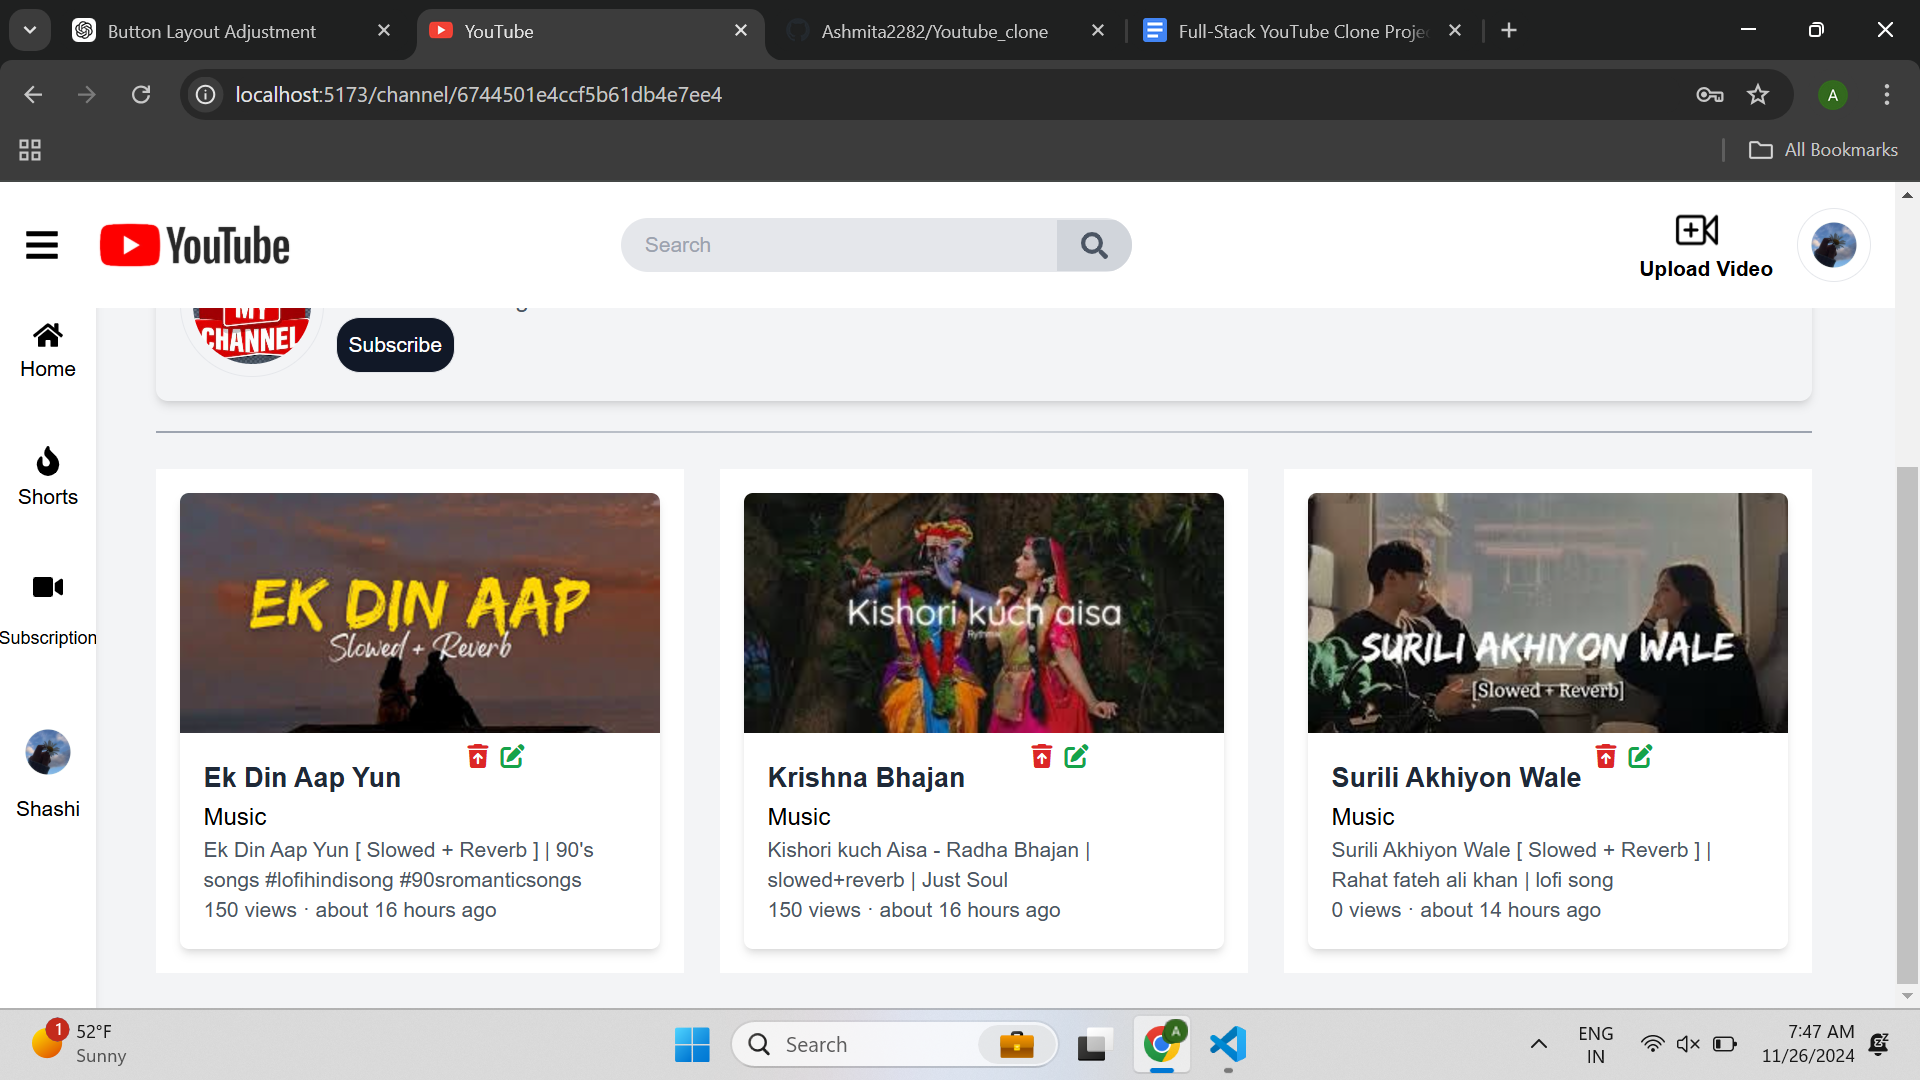 Button Layout Adjustment
YouTube
Ashmita2282/Youtube_clone
Full-Stack YouTube Clone Proje
localhost:5173/channel/6744501e4ccf5b61db4e7ee4
A
All Bookmarks
YouTube
Search
Upload Video
Home
MY
CHANNEL
Subscribe
Shorts
Subscription
Shashi
EK DIN AAP
Slowed + Reverb
Kishori kuch aisa
SURILI AKHIYON WALE
[Slowed + Reverb]
Ek Din Aap Yun
Music
Ek Din Aap Yun [ Slowed + Reverb ] | 90's
songs #lofihindisong #90sromanticsongs
150 views · about 16 hours ago
Krishna Bhajan
Music
Kishori kuch Aisa - Radha Bhajan |
slowed+reverb | Just Soul
150 views · about 16 hours ago
Surili Akhiyon Wale
Music
Surili Akhiyon Wale [ Slowed + Reverb ] |
Rahat fateh ali khan | lofi song
0 views · about 14 hours ago
1
52°F
Sunny
Search
A
ENG
IN
7:47 AM
11/26/2024